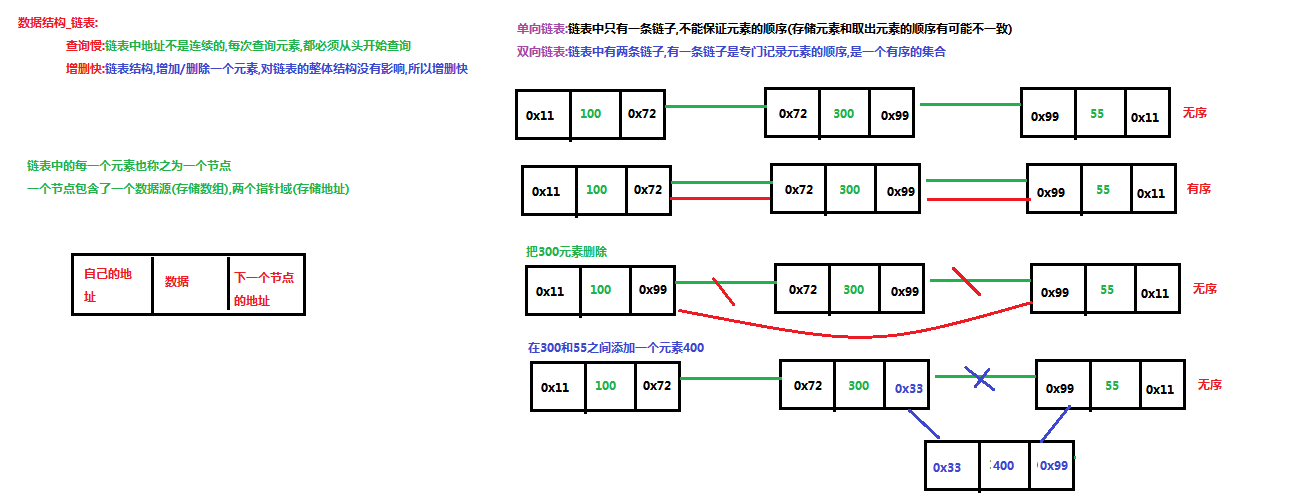 数据结构_链表:
查询慢:链表中地址不是连续的,每次查询元素,都必须从头开始查询
增删快:链表结构,增加/删除一个元素,对链表的整体结构没有影响,所以增删快
链表中的每一个元素也称之为一个节点
一个节点包含了一个数据源(存储数组),两个指针域(存储地址)
自己的地
址
数据
下一个节点
的地址
单向链表:链表中只有一条链子,不能保证元素的顺序(存储元素和取出元素的顺序有可能不一致)
双向链表:链表中有两条链子,有一条链子是专门记录元素的顺序,是一个有序的集合
0x11 100 0x72 0x72 300 0x99 0x99 55 0x11 无序
0x11 100 0x72 0x72 300 0x99 0x99 55 0x11 有序
把300元素删除
0x11 100 0x99 0x72 300 0x99 0x99 55 0x11 无序
在300和55之间添加一个元素400
0x11 100 0x72 0x72 300 0x33 0x99 55 0x11 无序
0x33 400 0x99